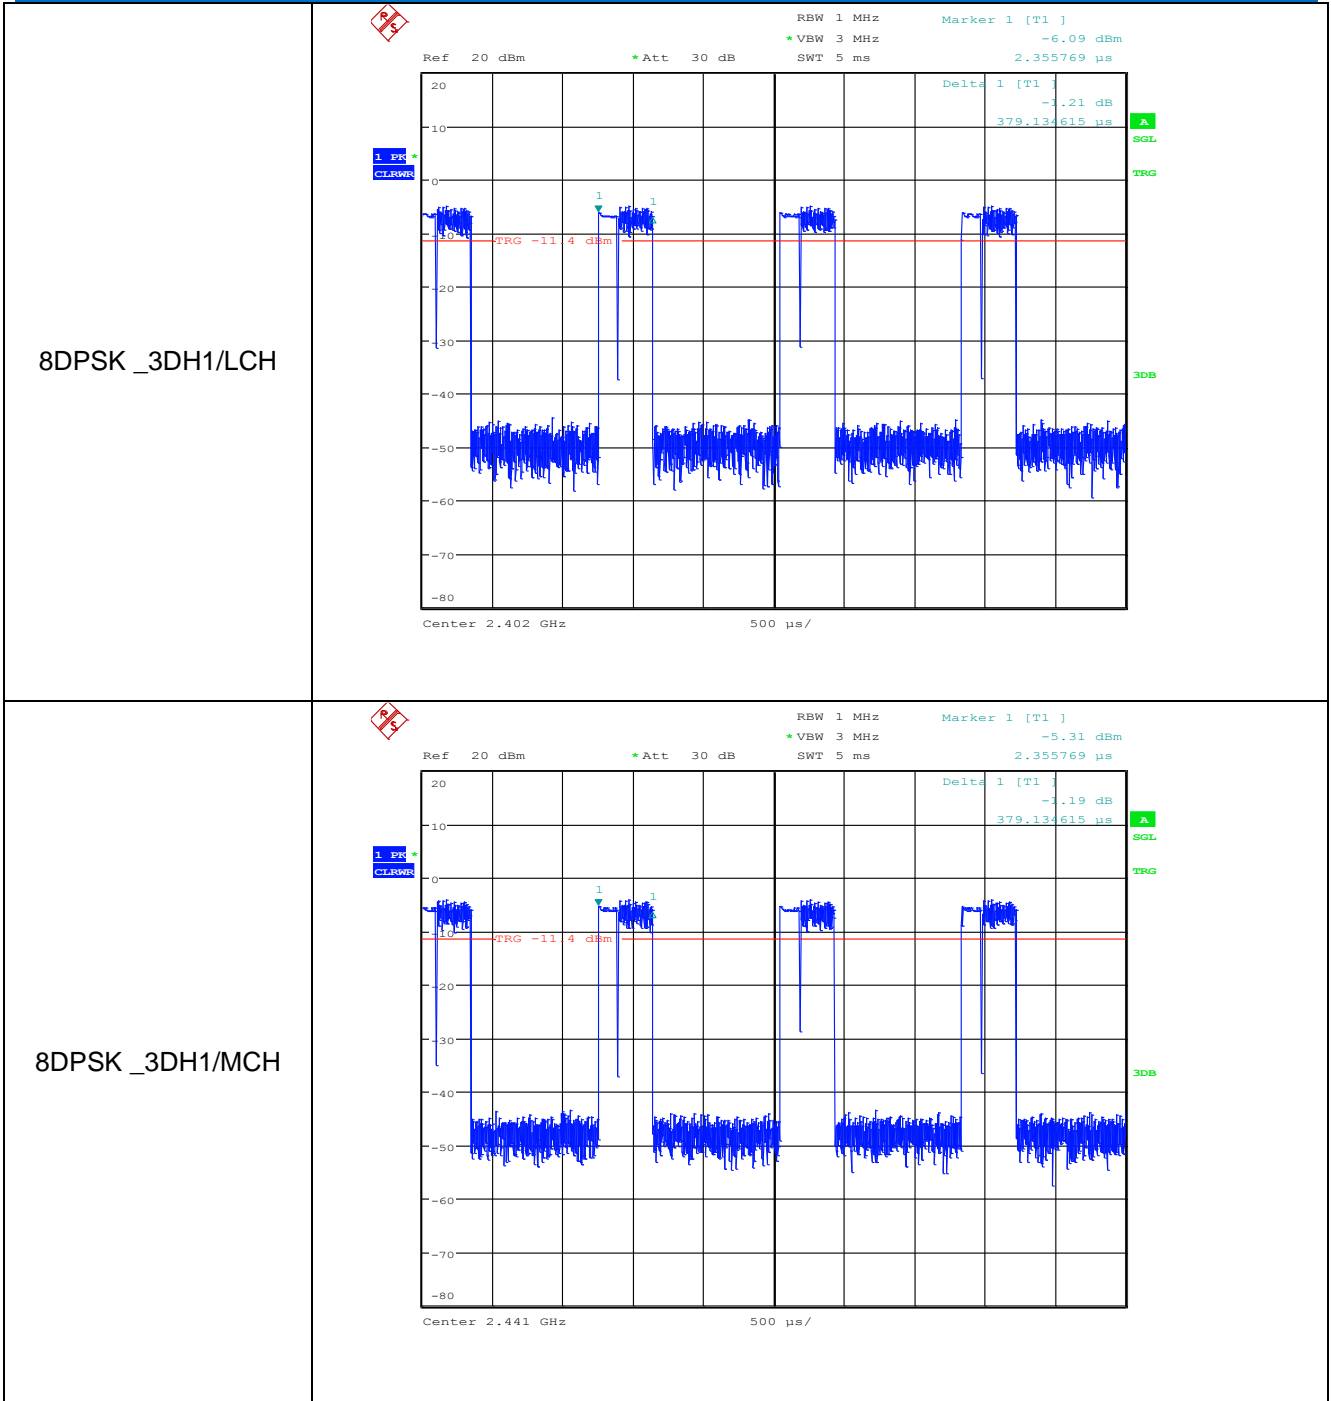 8DPSK _3DH1/LCH
R S
RBW 1 MHz
Marker 1 [T1 ]
* VBW 3 MHz
-6.09 dBm
Ref 20 dBm
* Att 30 dB
SWT 5 ms
2.355769 µs
20
Delta 1 [T1 ]
-1.21 dB
379.134615 µs
A
10
SGL
1 PK *
CLRWR
TRG
0
1
1
-10
TRG -11.4 dBm
-20
-30
3DB
-40
-50
-60
-70
-80
Center 2.402 GHz
500 µs/
8DPSK _3DH1/MCH
R S
RBW 1 MHz
Marker 1 [T1 ]
* VBW 3 MHz
-5.31 dBm
Ref 20 dBm
* Att 30 dB
SWT 5 ms
2.355769 µs
20
Delta 1 [T1 ]
-1.19 dB
379.134615 µs
A
10
SGL
1 PK *
CLRWR
TRG
0
1
1
-10
TRG -11.4 dBm
-20
-30
3DB
-40
-50
-60
-70
-80
Center 2.441 GHz
500 µs/